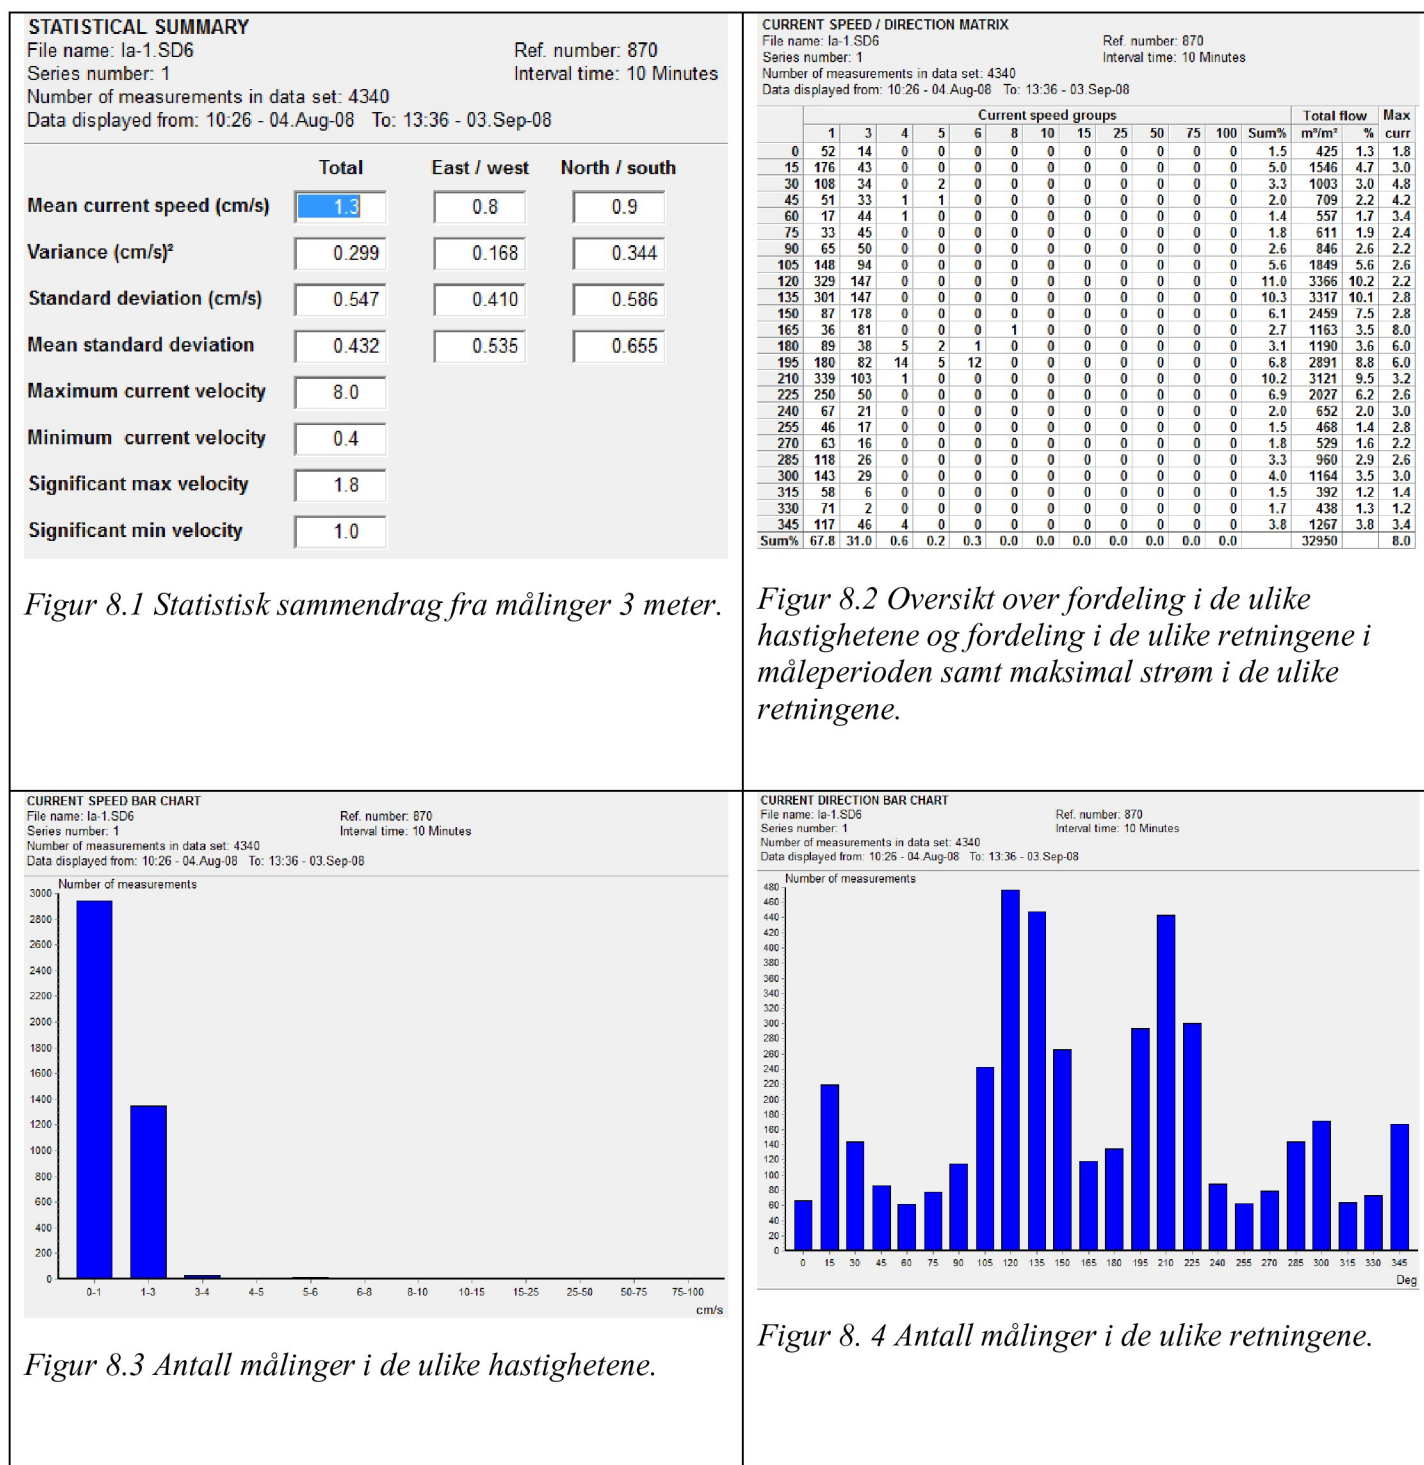 STATISTICAL SUMMARY
File name: la-1.SD6 Ref. number: 870
Series number: 1 Interval time: 10 Minutes
Number of measurements in data set: 4340
Data displayed from: 10:26 - 04.Aug-08 To: 13:36 - 03.Sep-08
Total East / west North / south
Mean current speed (cm/s) 1.3 0.8 0.9
Variance (cm/s)² 0.299 0.168 0.344
Standard deviation (cm/s) 0.547 0.410 0.586
Mean standard deviation 0.432 0.535 0.655
Maximum current velocity 8.0
Minimum current velocity 0.4
Significant max velocity 1.8
Significant min velocity 1.0
Figur 8.1 Statistisk sammendrag fra målinger 3 meter.
CURRENT SPEED / DIRECTION MATRIX
File name: la-1.SD6 Ref. number: 870
Series number: 1 Interval time: 10 Minutes
Number of measurements in data set: 4340
Data displayed from: 10:26 - 04.Aug-08 To: 13:36 - 03.Sep-08
Current speed groups Total flow Max
1 3 4 5 6 8 10 15 25 50 75 100 Sum% m³/m² % curr
0 52 14 0 0 0 0 0 0 0 0 0 0 1.5 425 1.3 1.8
15 176 43 0 0 0 0 0 0 0 0 0 0 5.0 1546 4.7 3.0
30 108 34 0 2 0 0 0 0 0 0 0 0 3.3 1003 3.0 4.8
45 51 33 1 1 0 0 0 0 0 0 0 0 2.0 709 2.2 4.2
60 17 44 1 0 0 0 0 0 0 0 0 0 1.4 557 1.7 3.4
75 33 45 0 0 0 0 0 0 0 0 0 0 1.8 611 1.9 2.4
90 65 50 0 0 0 0 0 0 0 0 0 0 2.6 846 2.6 2.2
105 148 94 0 0 0 0 0 0 0 0 0 0 5.6 1849 5.6 2.6
120 329 147 0 0 0 0 0 0 0 0 0 0 11.0 3366 10.2 2.2
135 301 147 0 0 0 0 0 0 0 0 0 0 10.3 3317 10.1 2.8
150 87 178 0 0 0 0 0 0 0 0 0 0 6.1 2459 7.5 2.8
165 36 81 0 0 0 1 0 0 0 0 0 0 2.7 1163 3.5 8.0
180 89 38 5 2 1 0 0 0 0 0 0 0 3.1 1190 3.6 6.0
195 180 82 14 5 12 0 0 0 0 0 0 0 6.8 2891 8.8 6.0
210 339 103 1 0 0 0 0 0 0 0 0 0 10.2 3121 9.5 3.2
225 250 50 0 0 0 0 0 0 0 0 0 0 6.9 2027 6.2 2.6
240 67 21 0 0 0 0 0 0 0 0 0 0 2.0 652 2.0 3.0
255 46 17 0 0 0 0 0 0 0 0 0 0 1.5 468 1.4 2.8
270 63 16 0 0 0 0 0 0 0 0 0 0 1.8 529 1.6 2.2
285 118 26 0 0 0 0 0 0 0 0 0 0 3.3 960 2.9 2.6
300 143 29 0 0 0 0 0 0 0 0 0 0 4.0 1164 3.5 3.0
315 58 6 0 0 0 0 0 0 0 0 0 0 1.5 392 1.2 1.4
330 71 2 0 0 0 0 0 0 0 0 0 0 1.7 438 1.3 1.2
345 117 46 4 0 0 0 0 0 0 0 0 0 3.8 1267 3.8 3.4
Sum% 67.8 31.0 0.6 0.2 0.3 0.0 0.0 0.0 0.0 0.0 0.0 0.0 32950 8.0
Figur 8.2 Oversikt over fordeling i de ulike
hastighetene og fordeling i de ulike retningene i
måleperioden samt maksimal strøm i de ulike
retningene.
CURRENT SPEED BAR CHART
File name: la-1.SD6 Ref. number: 870
Series number: 1 Interval time: 10 Minutes
Number of measurements in data set: 4340
Data displayed from: 10:26 - 04.Aug-08 To: 13:36 - 03.Sep-08
Number of measurements
3000
2800
2600
2400
2200
2000
1800
1600
1400
1200
1000
800
600
400
200
0
0-1 1-3 3-4 4-5 5-6 6-8 8-10 10-15 15-25 25-50 50-75 75-100
cm/s
Figur 8.3 Antall målinger i de ulike hastighetene.
CURRENT DIRECTION BAR CHART
File name: la-1.SD6 Ref. number: 870
Series number: 1 Interval time: 10 Minutes
Number of measurements in data set: 4340
Data displayed from: 10:26 - 04.Aug-08 To: 13:36 - 03.Sep-08
Number of measurements
480
460
440
420
400
380
360
340
320
300
280
260
240
220
200
180
160
140
120
100
80
60
40
20
0
0 15 30 45 60 75 90 105 120 135 150 165 180 195 210 225 240 255 270 285 300 315 330 345
Deg
Figur 8. 4 Antall målinger i de ulike retningene.